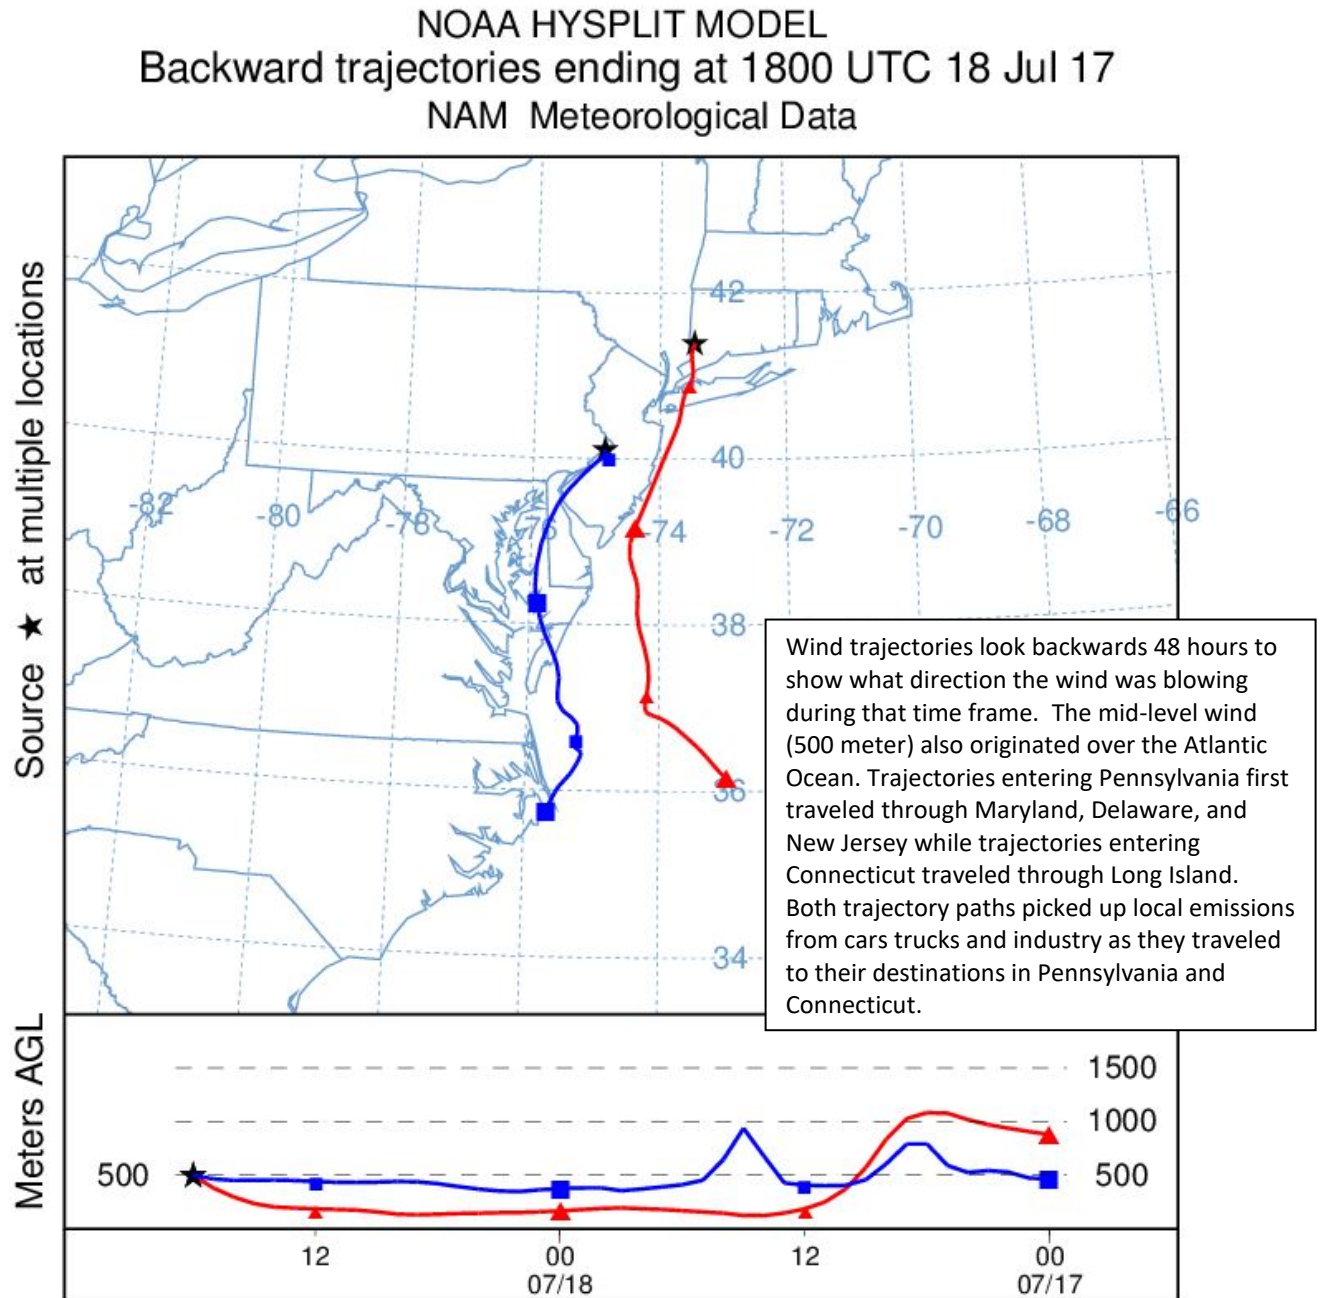 NOAA HYSPLIT MODEL
Backward trajectories ending at 1800 UTC 18 Jul 17
NAM Meteorological Data
Source ★ at multiple locations
42
40
-82
-80
-78
-76
-74
-72
-70
-68
-66
38
36
34
Wind trajectories look backwards 48 hours to
show what direction the wind was blowing
during that time frame. The mid-level wind
(500 meter) also originated over the Atlantic
Ocean. Trajectories entering Pennsylvania first
traveled through Maryland, Delaware, and
New Jersey while trajectories entering
Connecticut traveled through Long Island.
Both trajectory paths picked up local emissions
from cars trucks and industry as they traveled
to their destinations in Pennsylvania and
Connecticut.
Meters AGL
1500
1000
500
500
12
00
12
00
07/18
07/17